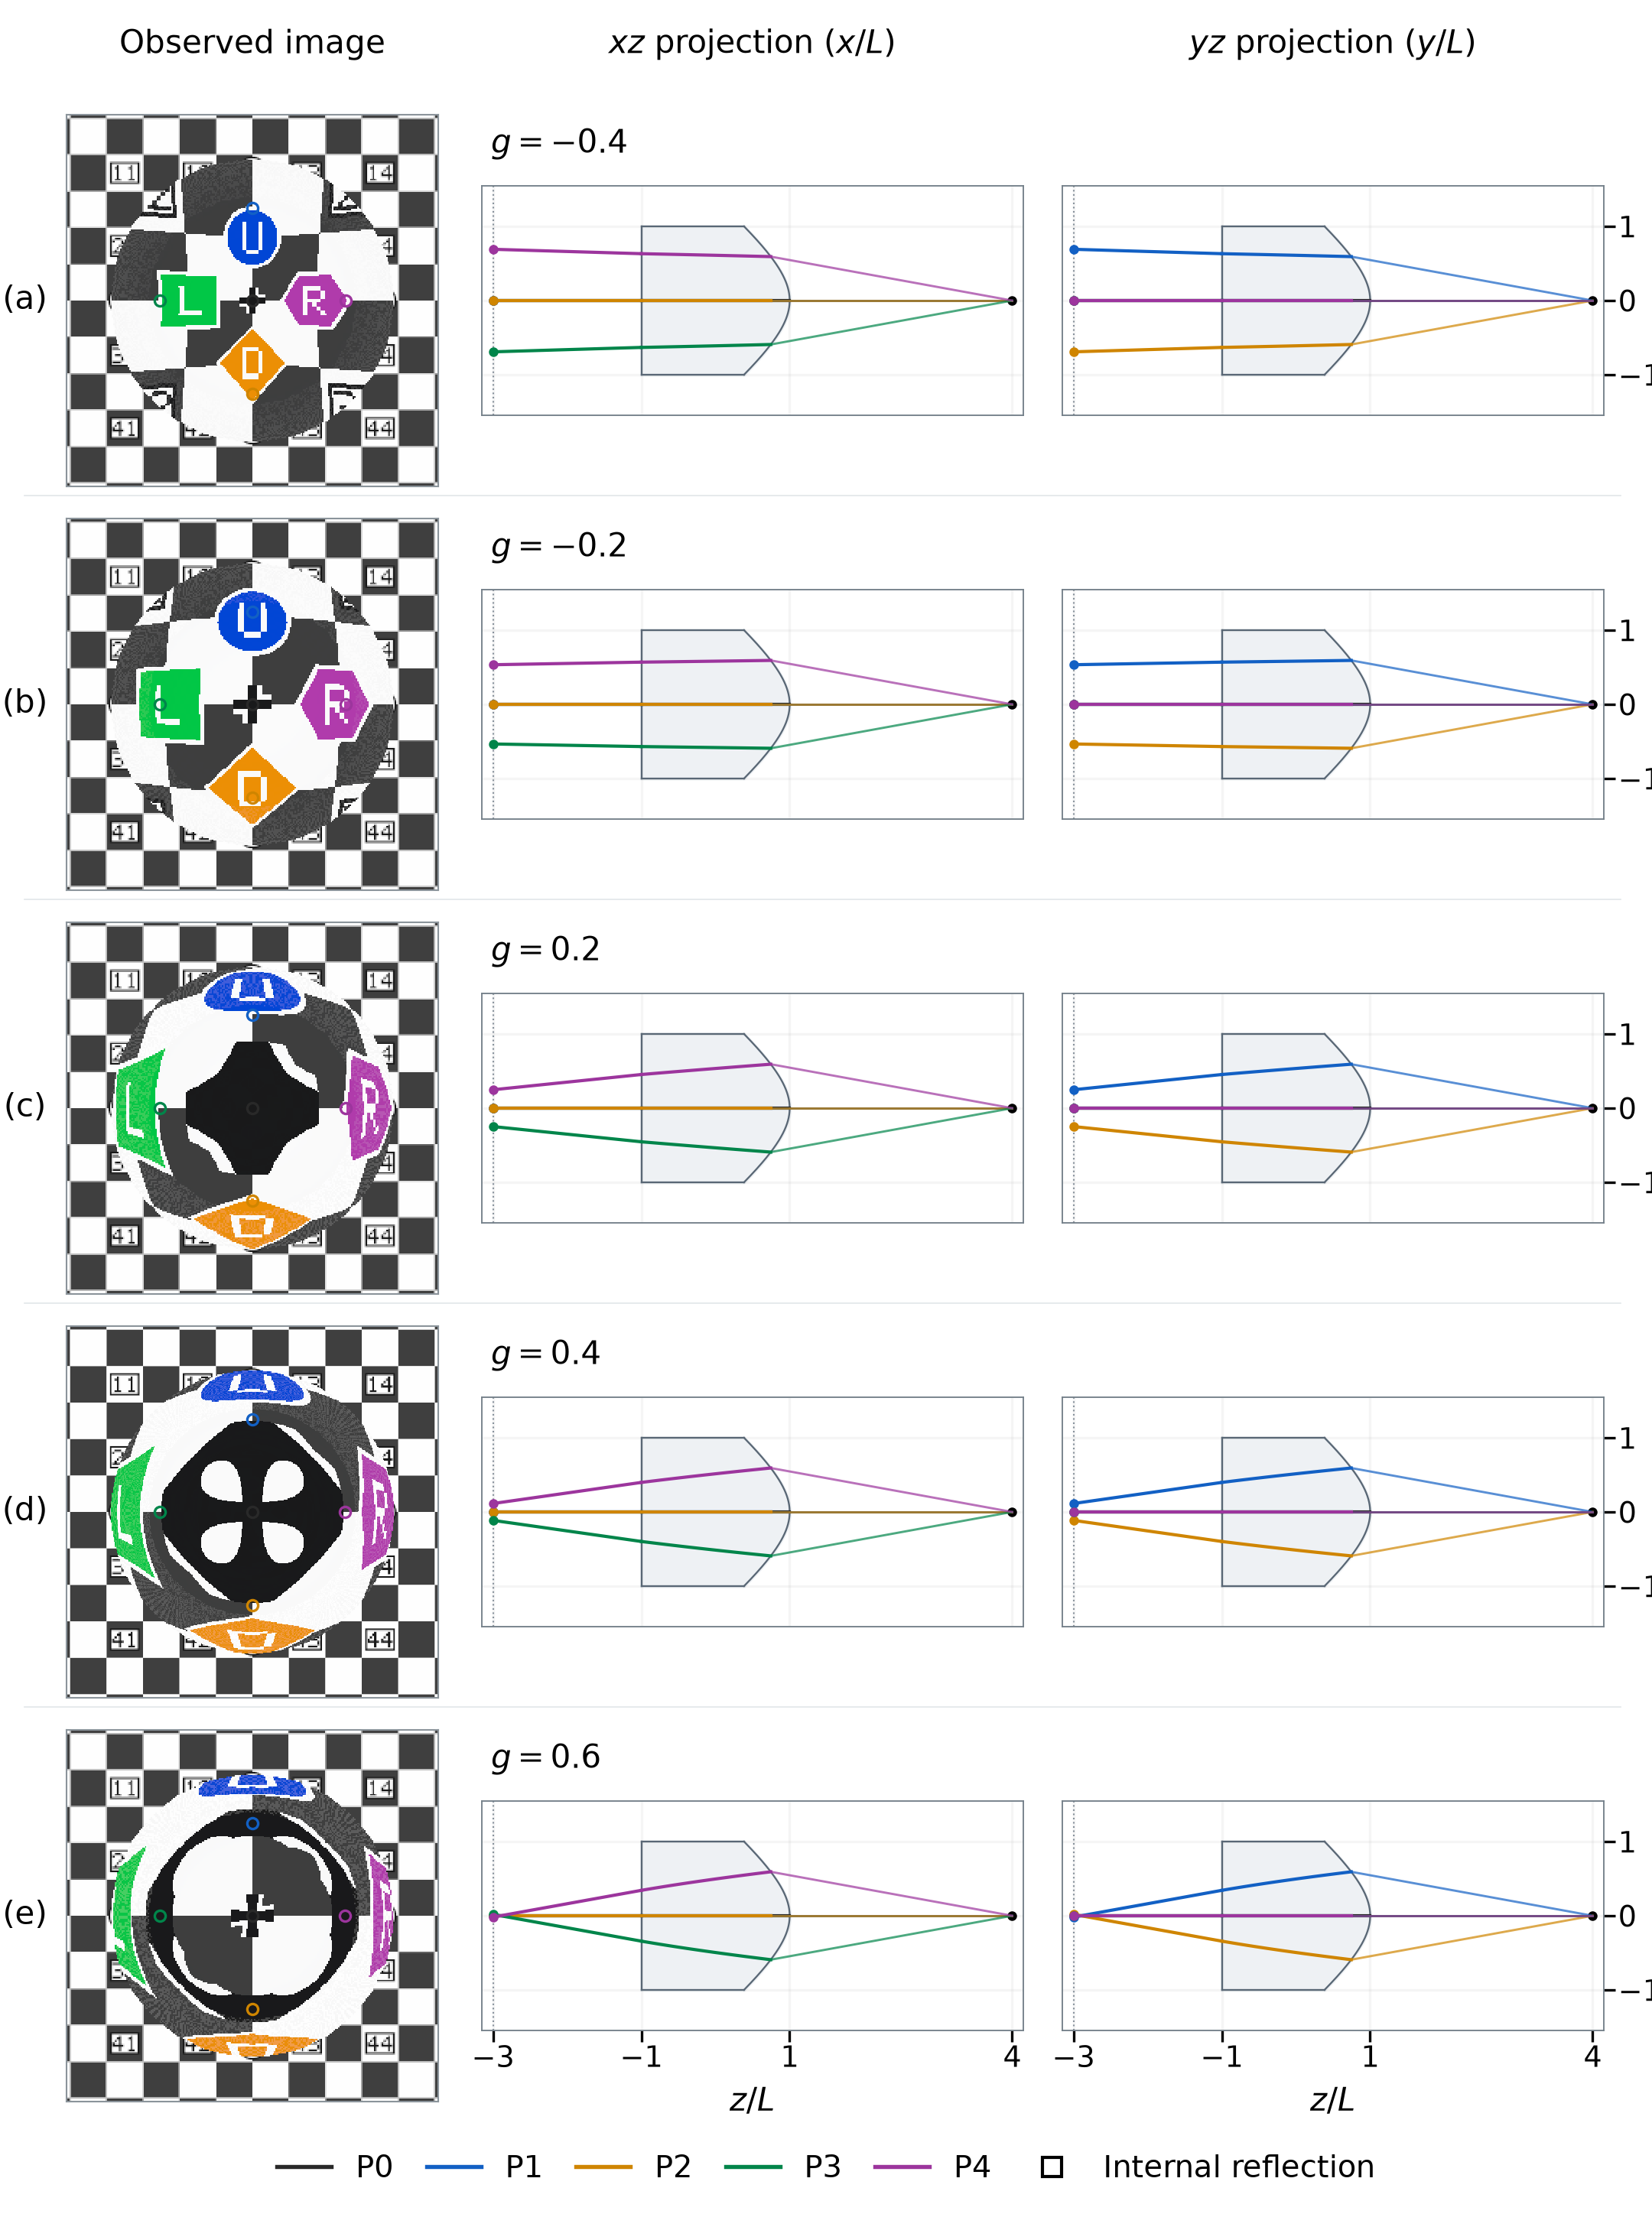 Observed image
xz projection (x/L)
yz projection (y/L)
(a)
g = −0.4
11
14
41
44
U
L
R
D
1
0
−1
(b)
g = −0.2
11
14
41
44
U
L
R
D
1
0
−1
(c)
g = 0.2
11
14
41
44
U
L
R
D
1
0
−1
(d)
g = 0.4
11
14
41
44
1
0
−1
(e)
g = 0.6
11
14
41
44
1
0
−1
−3 −1 1 4
−3 −1 1 4
z/L
z/L
P0 P1 P2 P3 P4 Internal reflection